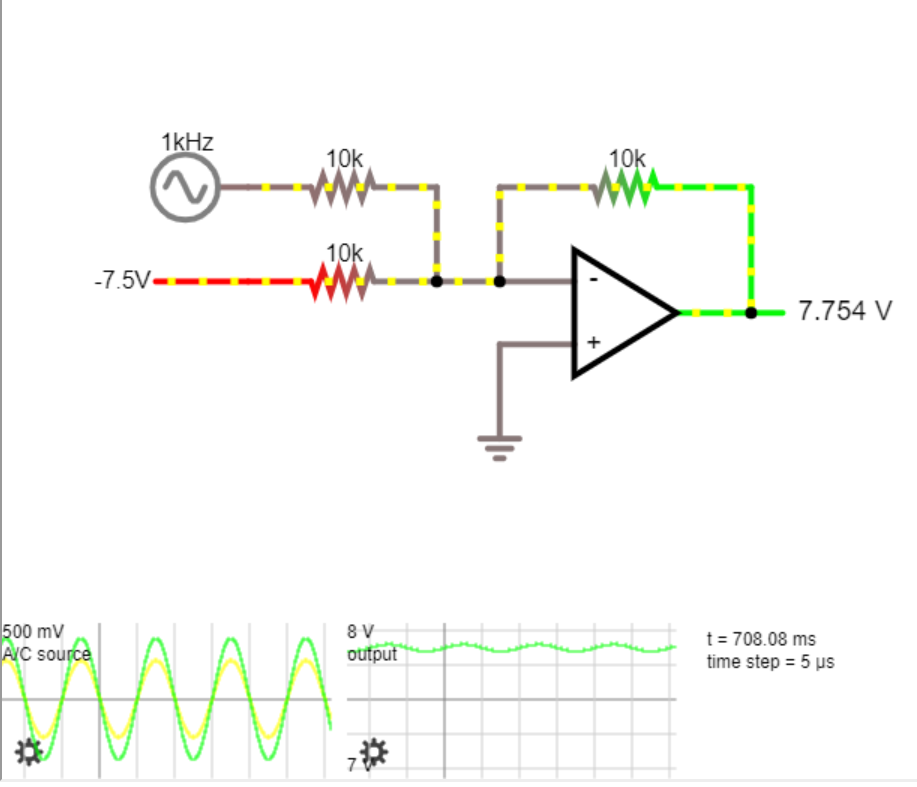 1kHz
10k
10k
10k
-7.5V
-
+
7.754 V
500 mV
A/C source
8 V
output
7 V
t = 708.08 ms
time step = 5 µs